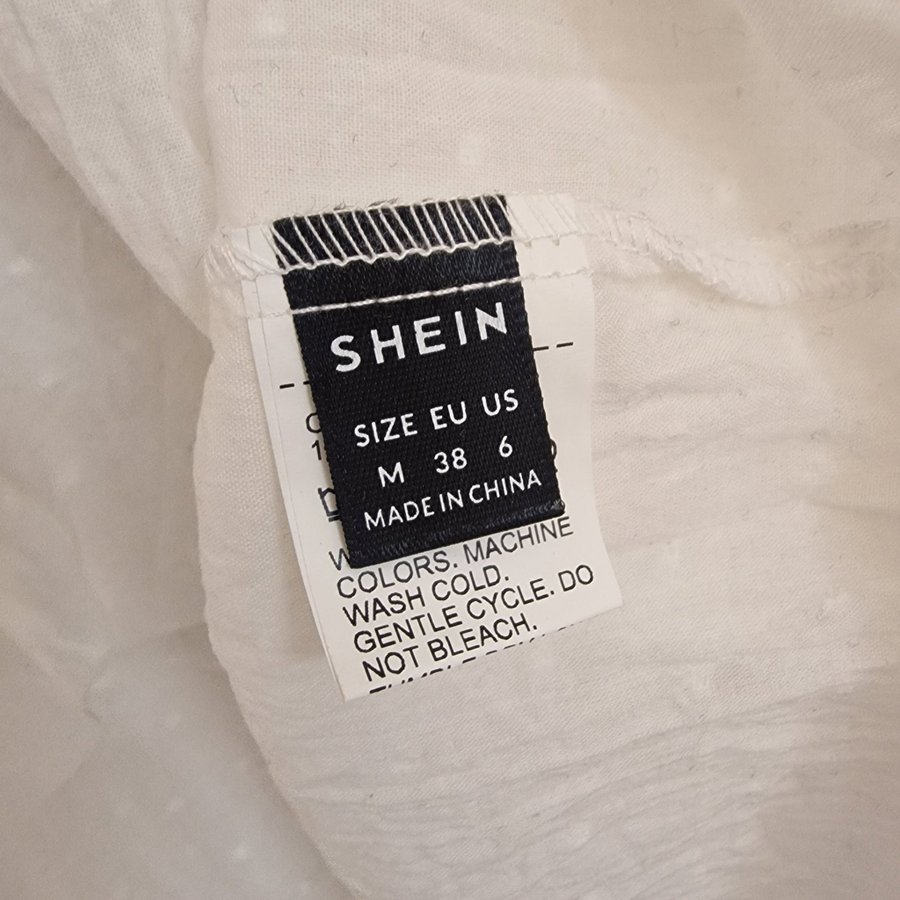 SHEIN
SIZE EU US
M 38 6
MADE IN CHINA
COLORS. MACHINE
WASH COLD.
GENTLE CYCLE. DO
NOT BLEACH.